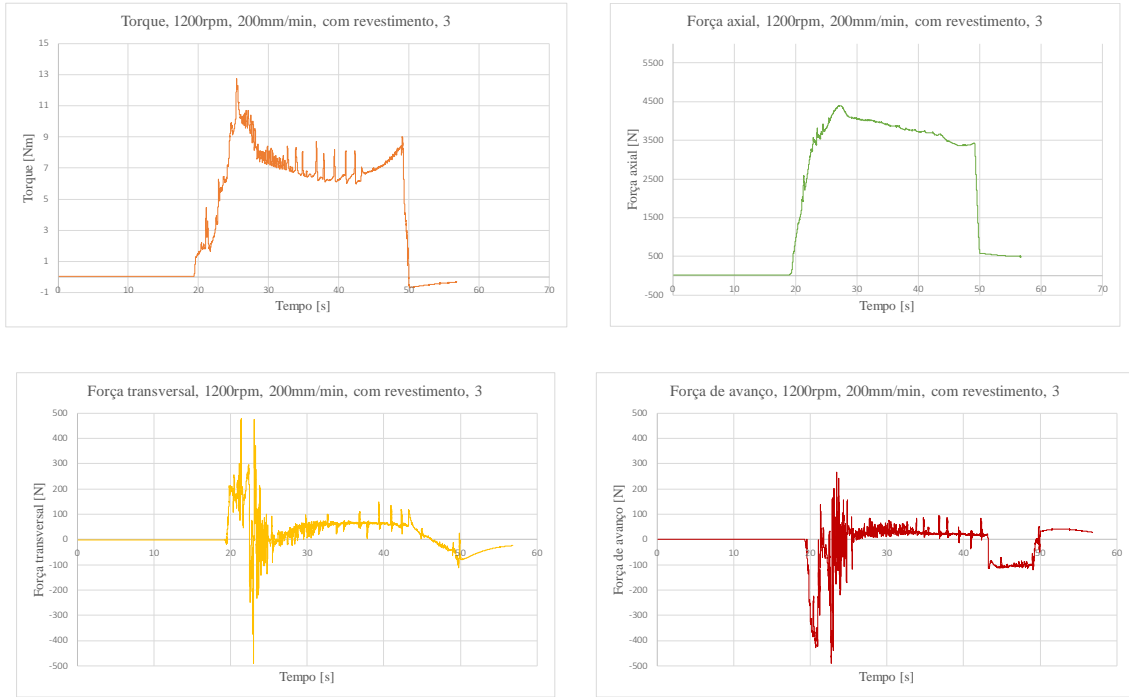 Torque, 1200rpm, 200mm/min, com revestimento, 3
15
13
11
9
7
5
3
1
-1
Torque [Nm]
0 10 20 30 40 50 60 70
Tempo [s]
Força axial, 1200rpm, 200mm/min, com revestimento, 3
5500
4500
3500
2500
1500
500
-500
Força axial [N]
0 10 20 30 40 50 60 70
Tempo [s]
Força transversal, 1200rpm, 200mm/min, com revestimento, 3
500
400
300
200
100
0
-100
-200
-300
-400
-500
Força transversal [N]
0 10 20 30 40 50 60
Tempo [s]
Força de avanço, 1200rpm, 200mm/min, com revestimento, 3
500
400
300
200
100
0
-100
-200
-300
-400
-500
Força de avanço [N]
0 10 20 30 40 50 60
Tempo [s]